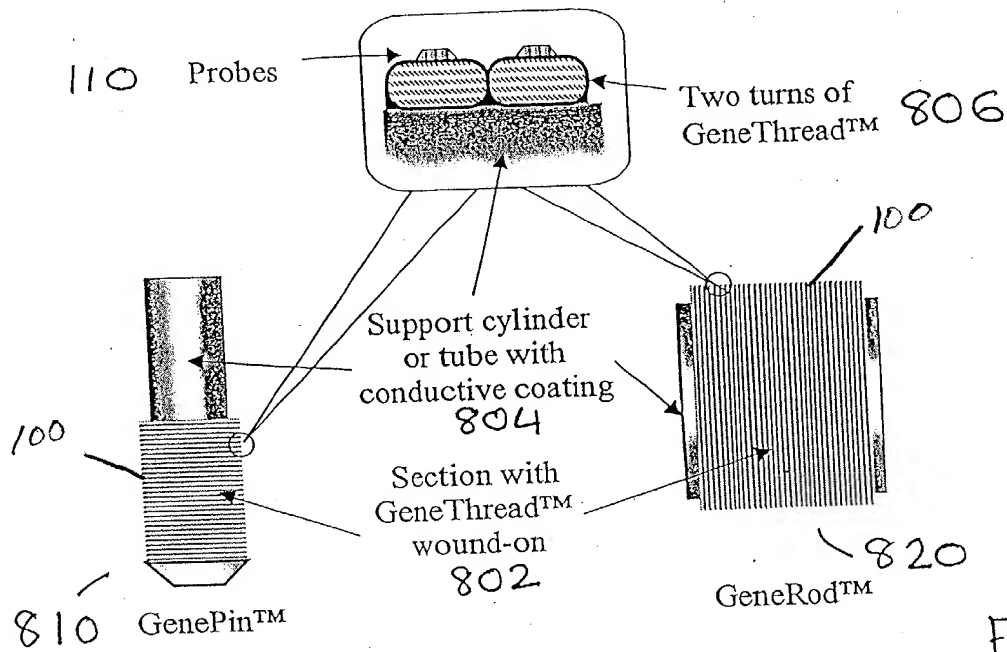 110 Probes
Two turns of 806
GeneThread™
100
Support cylinder
or tube with
conductive coating
804
100
Section with
GeneThread™
wound-on
802
820
GeneRod™
810 GenePin™